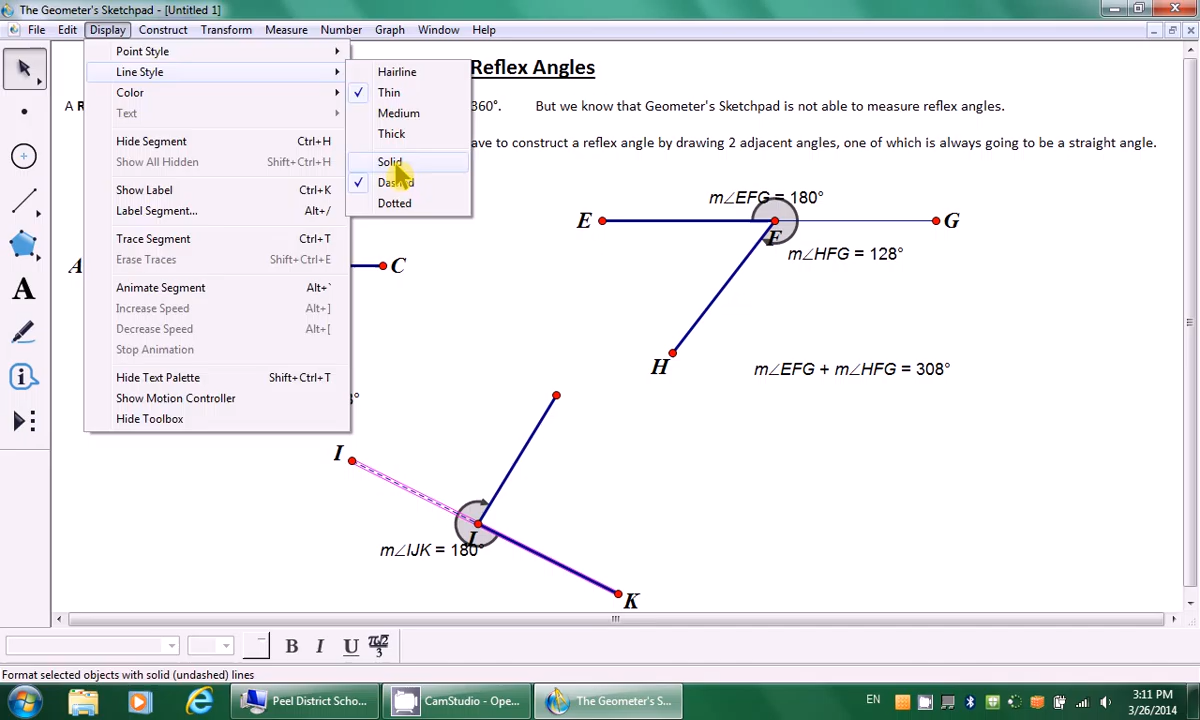 The Geometer's Sketchpad - [Untitled 1]
File Edit Display Construct Transform Measure Number Graph Window Help
Point Style
Line Style
Color
Text
Hide Segment Ctrl+H
Show All Hidden Shift+Ctrl+H
Show Label Ctrl+K
Label Segment... Alt+/
Trace Segment Ctrl+T
Erase Traces Shift+Ctrl+E
Animate Segment Alt+`
Increase Speed Alt+]
Decrease Speed Alt+[
Stop Animation
Hide Text Palette Shift+Ctrl+T
Show Motion Controller
Hide Toolbox
Hairline
Thin
Medium
Thick
Solid
Dashed
Dotted
Reflex Angles
A R 360°. But we know that Geometer's Sketchpad is not able to measure reflex angles.
ave to construct a reflex angle by drawing 2 adjacent angles, one of which is always going to be a straight angle.
m∠EFG = 180°
E F G
m∠HFG = 128°
A C
H
m∠EFG + m∠HFG = 308°
I
m∠IJK = 180°
K
A
B I U
Format selected objects with solid (undashed) lines
Peel District Scho... CamStudio - Ope... The Geometer's S... EN 3:11 PM
3/26/2014